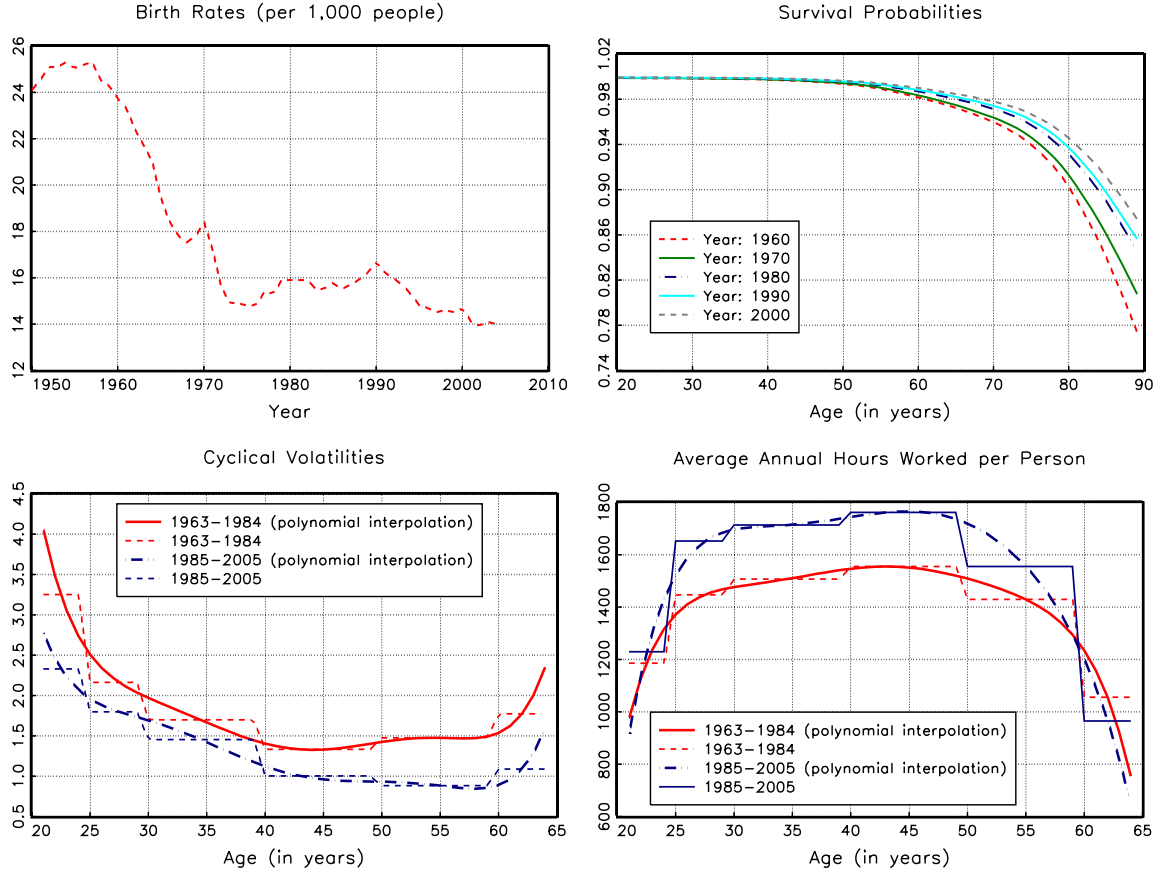 Birth Rates (per 1,000 people)
26
24
22
20
18
16
14
12
1950 1960 1970 1980 1990 2000 2010
Year
Survival Probabilities
1.02
0.98
0.94
0.90
0.86
0.82
0.78
0.74
Year: 1960
Year: 1970
Year: 1980
Year: 1990
Year: 2000
20 30 40 50 60 70 80 90
Age (in years)
Cyclical Volatilities
4.5
4.0
3.5
3.0
2.5
2.0
1.5
1.0
0.5
1963-1984 (polynomial interpolation)
1963-1984
1985-2005 (polynomial interpolation)
1985-2005
20 25 30 35 40 45 50 55 60 65
Age (in years)
Average Annual Hours Worked per Person
1800
1600
1400
1200
1000
800
600
1963-1984 (polynomial interpolation)
1963-1984
1985-2005 (polynomial interpolation)
1985-2005
20 25 30 35 40 45 50 55 60 65
Age (in years)